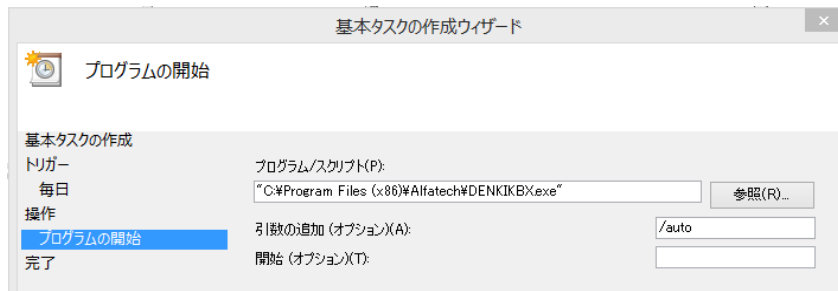 基本タスクの作成ウィザード
プログラムの開始
基本タスクの作成
トリガー
プログラム/スクリプト(P):
毎日
"C:¥Program Files (x86)¥Alfatech¥DENKIKBX.exe"
参照(R)...
操作
引数の追加 (オプション)(A):
/auto
プログラムの開始
開始 (オプション)(T):
完了